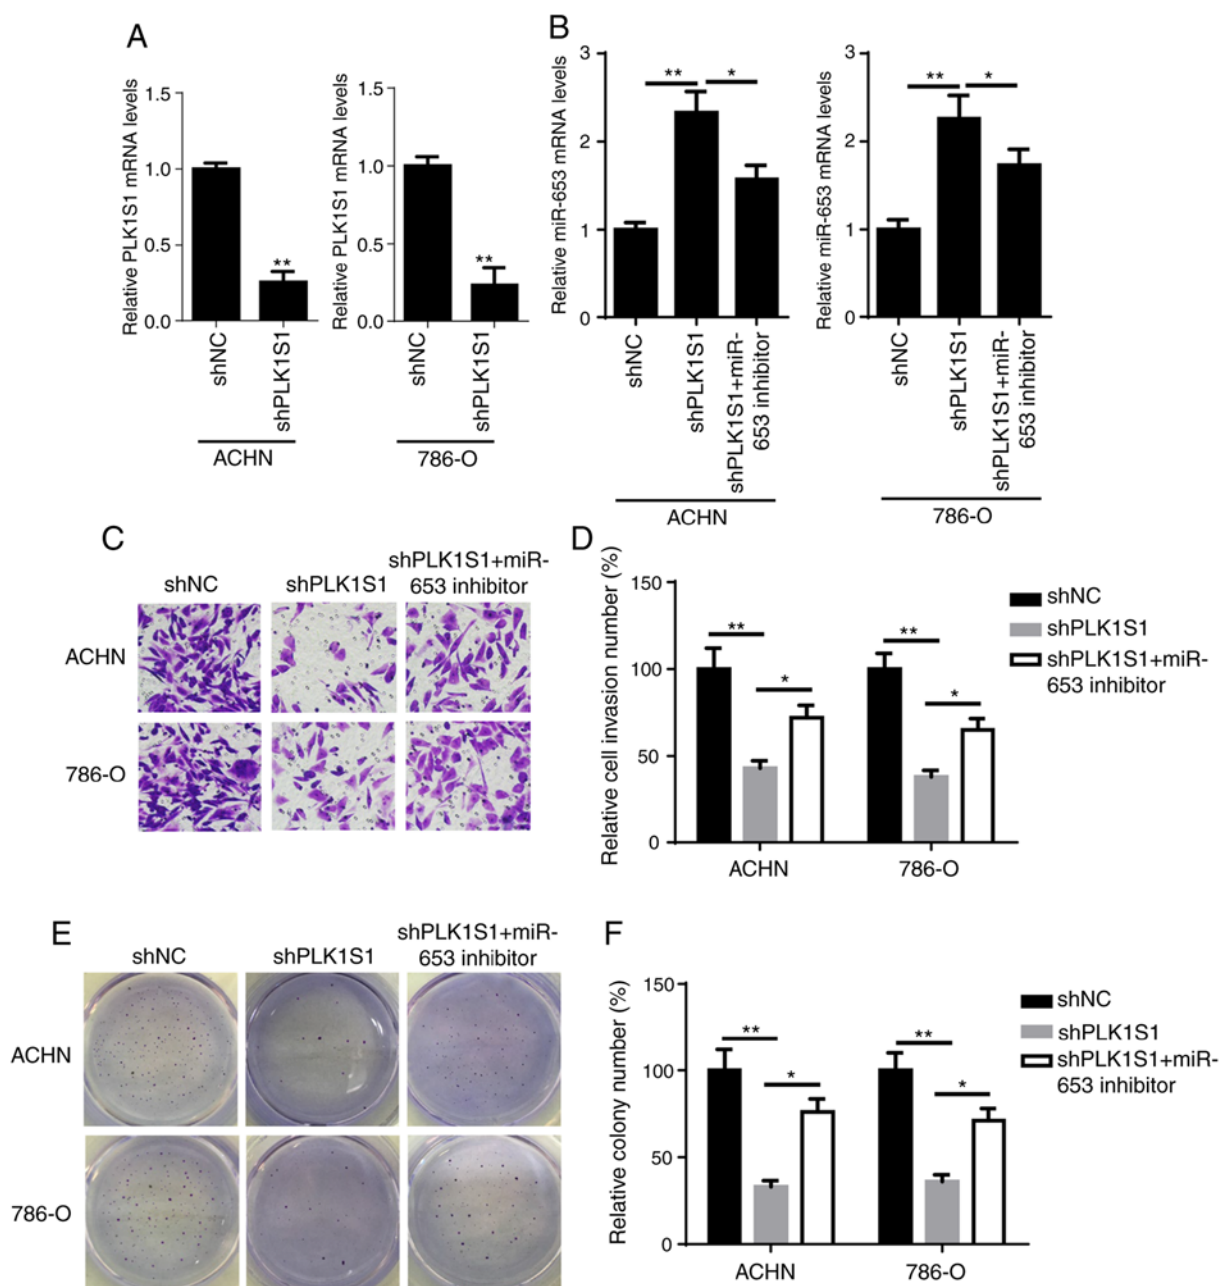 A
Relative PLK1S1 mRNA levels
1.5
1.0
0.5
0.0
**
shNC
shPLK1S1
ACHN
Relative PLK1S1 mRNA levels
1.5
1.0
0.5
0.0
**
shNC
shPLK1S1
786-O
B
Relative miR-653 mRNA levels
3
2
1
0
**
*
shNC
shPLK1S1
shPLK1S1+miR-
653 inhibitor
ACHN
Relative miR-653 mRNA levels
3
2
1
0
**
*
shNC
shPLK1S1
shPLK1S1+miR-
653 inhibitor
786-O
C
shNC
shPLK1S1
shPLK1S1+miR-
653 inhibitor
ACHN
786-O
D
Relative cell invasion number (%)
150
100
50
0
**
*
**
*
ACHN
786-O
shNC
shPLK1S1
shPLK1S1+miR-
653 inhibitor
E
shNC
shPLK1S1
shPLK1S1+miR-
653 inhibitor
ACHN
786-O
F
Relative colony number (%)
150
100
50
0
**
*
**
*
ACHN
786-O
shNC
shPLK1S1
shPLK1S1+miR-
653 inhibitor